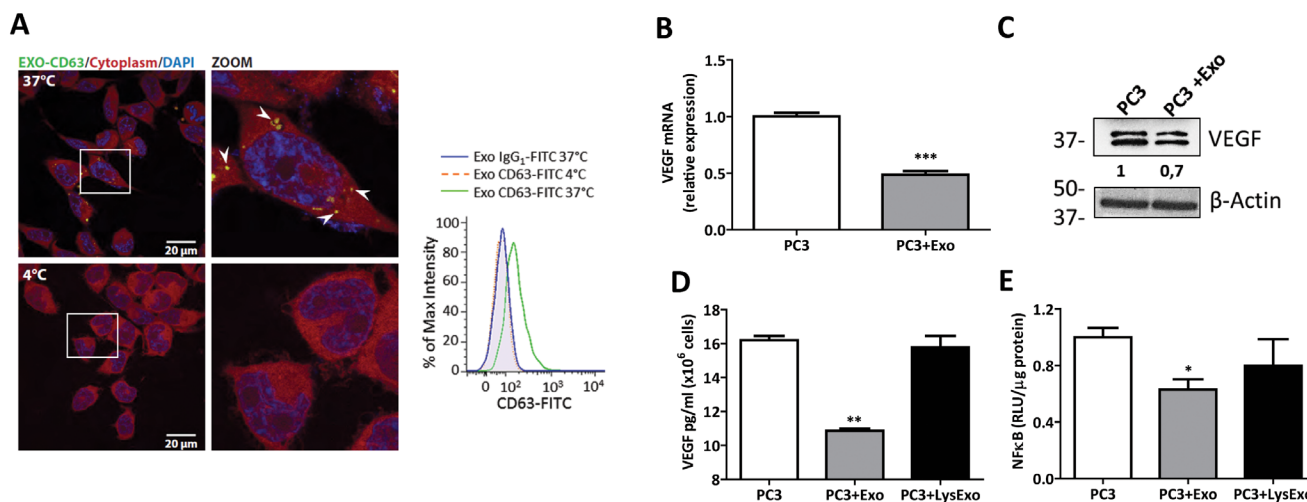 A
EXO-CD63/Cytoplasm/DAPI
ZOOM
37°C
20 µm
4°C
20 µm
Exo IgG₁-FITC 37°C
Exo CD63-FITC 4°C
Exo CD63-FITC 37°C
% of Max Intensity
100
80
60
40
20
0
0 10² 10³ 10⁴
CD63-FITC
B
VEGF mRNA
(relative expression)
1.5
1.0
0.5
0.0
***
PC3 PC3+Exo
C
PC3 PC3 +Exo
37- VEGF
1 0,7
50-
37-
β-Actin
D
VEGF pg/ml (x10⁶ cells)
18
16
14
12
10
8
**
PC3 PC3+Exo PC3+LysExo
E
NFκB (RLU/µg protein)
1.2
0.8
0.4
0.0
*
PC3 PC3+Exo PC3+LysExo